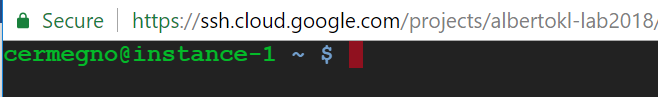 Secure https://ssh.cloud.google.com/projects/albertokl-lab2018/
cermegno@instance-1 ~ $